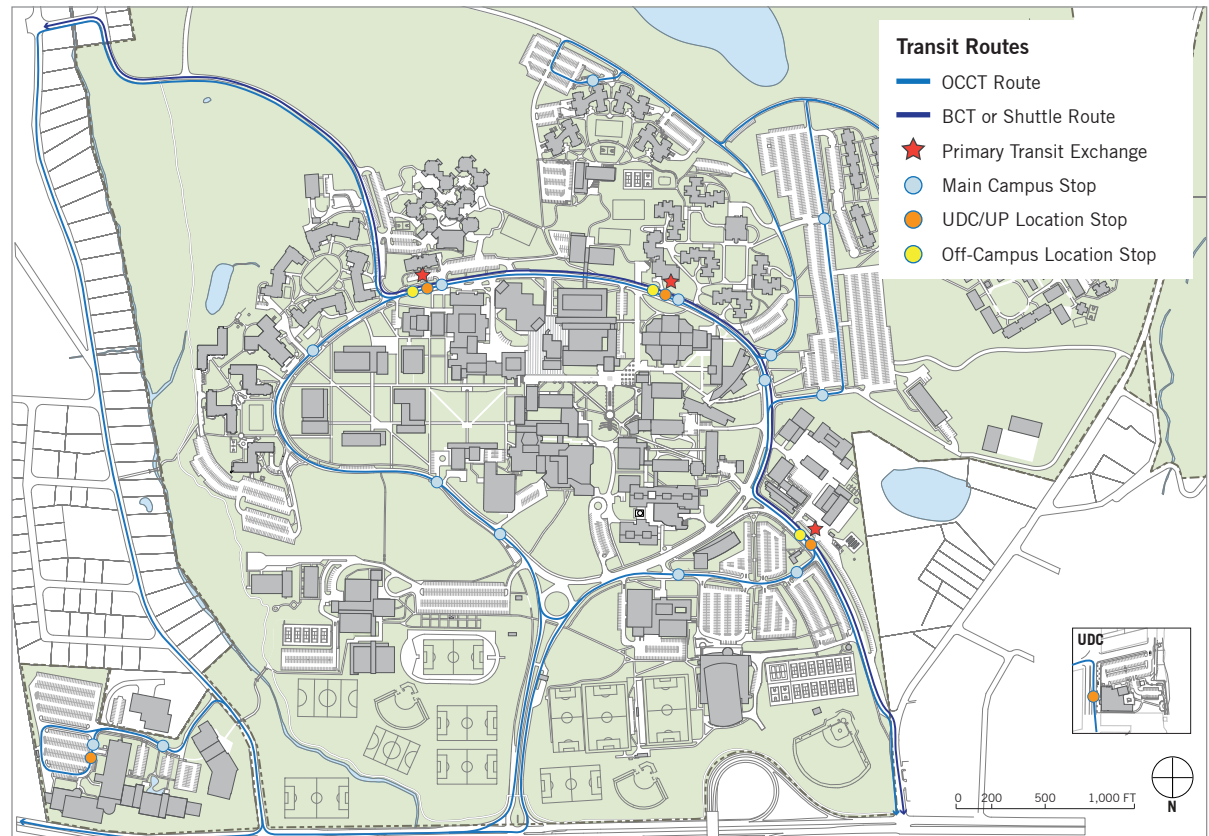 Transit Routes
OCCT Route
BCT or Shuttle Route
Primary Transit Exchange
Main Campus Stop
UDC/UP Location Stop
Off-Campus Location Stop
UDC
0 200 500 1,000 FT
N